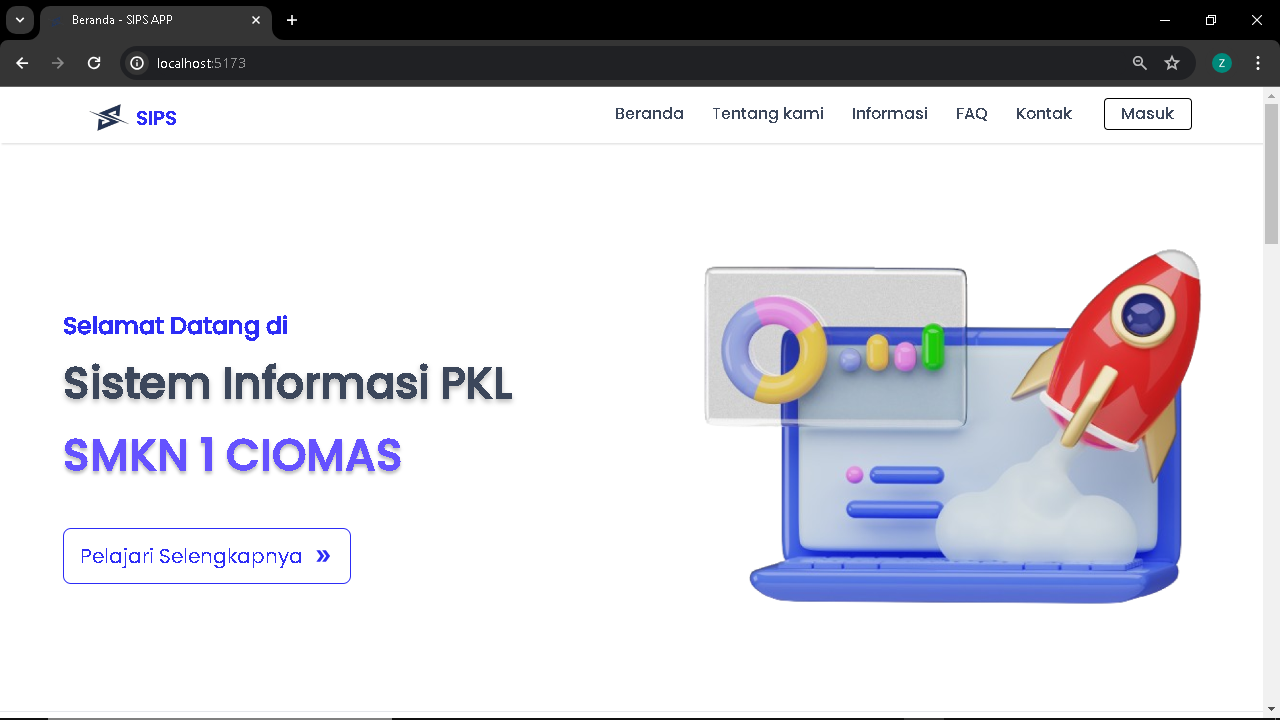 Beranda - SIPS APP
localhost:5173
Z
SIPS
Beranda
Tentang kami
Informasi
FAQ
Kontak
Masuk
Selamat Datang di
Sistem Informasi PKL
SMKN 1 CIOMAS
Pelajari Selengkapnya »